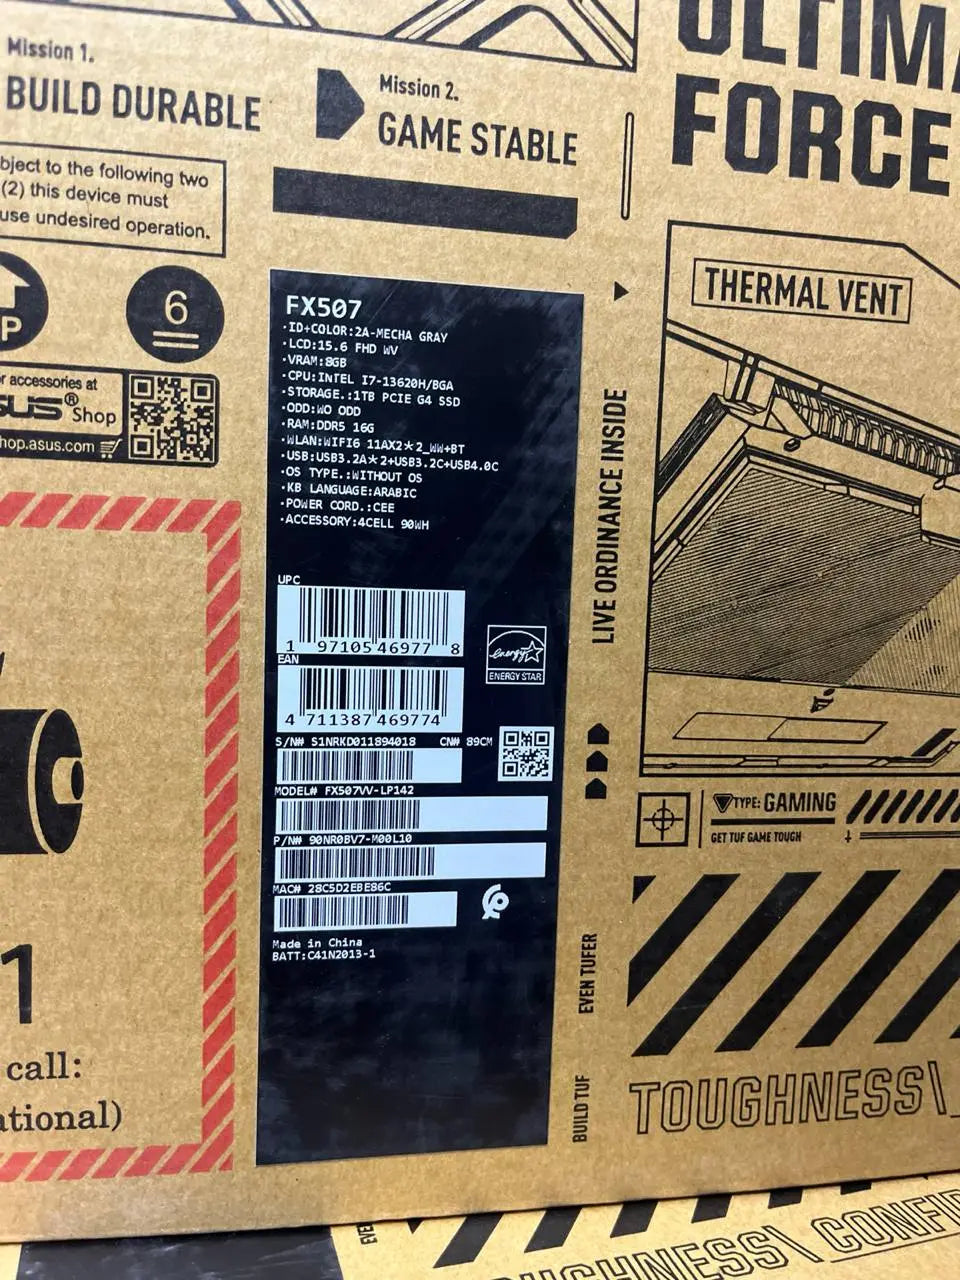 Mission 1.
BUILD DURABLE
Mission 2.
GAME STABLE
FORCE
bject to the following two
(2) this device must
use undesired operation.
P
6
r accessories at
SUS® Shop
hop.asus.com
THERMAL VENT
FX507
·ID+COLOR:2A-MECHA GRAY
·LCD:15.6 FHD WV
·VRAM:8GB
·CPU:INTEL I7-13620H/BGA
·STORAGE.:1TB PCIE G4 SSD
·ODD:WO ODD
·RAM:DDR5 16G
·WLAN:WIFI6 11AX2*2_WW+BT
·USB:USB3.2A*2+USB3.2C+USB4.0C
·OS TYPE.:WITHOUT OS
·KB LANGUAGE:ARABIC
·POWER CORD.:CEE
·ACCESSORY:4CELL 90WH
UPC
1 97105 46977 8
EAN
4 711387 469774
energy
ENERGY STAR
S/N# S1NRKD011894018 CN# 89CM
MODEL# FX507VV-LP142
P/N# 90NR0BV7-M00L10
MAC# 28C5D2EBE86C
Made in China
BATT:C41N2013-1
LIVE ORDINANCE INSIDE
EVEN TUFER
BUILD TUF
TYPE: GAMING
GET TUF GAME TOUGH
TOUGHNESS\
1
call:
ational)